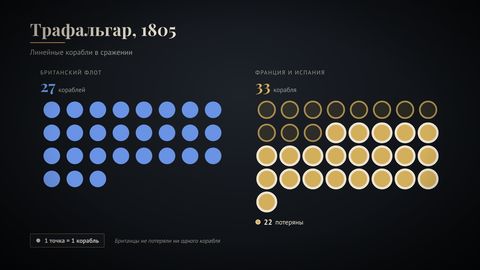 Трафальгар, 1805
Линейные корабли в сражении
БРИТАНСКИЙ ФЛОТ
27 кораблей
ФРАНЦИЯ И ИСПАНИЯ
33 корабля
22 потеряны
1 точка = 1 корабль
Британцы не потеряли ни одного корабля